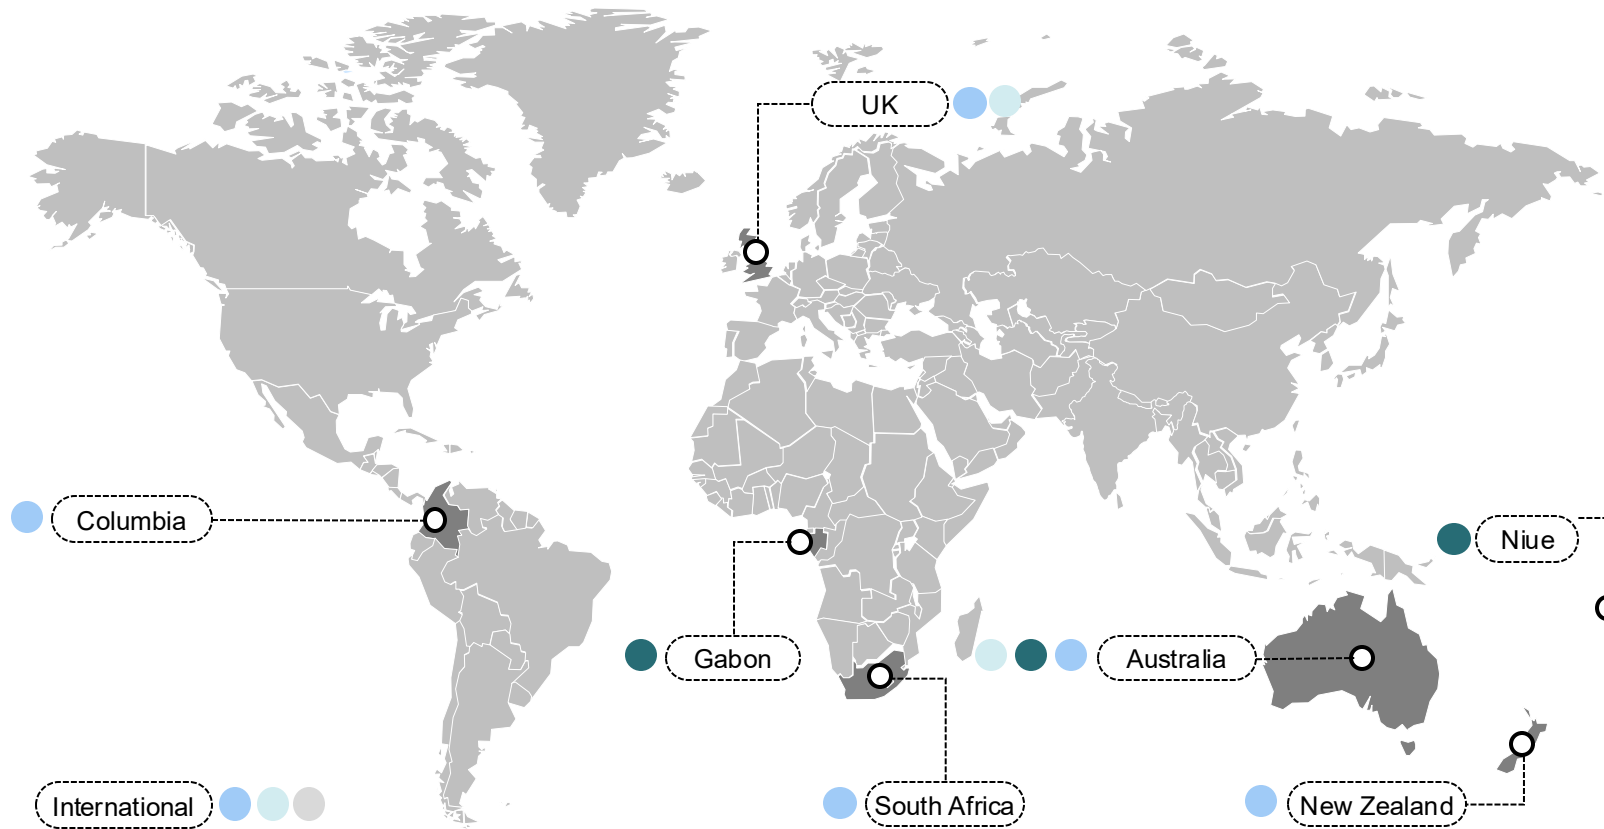 UK
Columbia
Niue
Gabon
Australia
International
South Africa
New Zealand